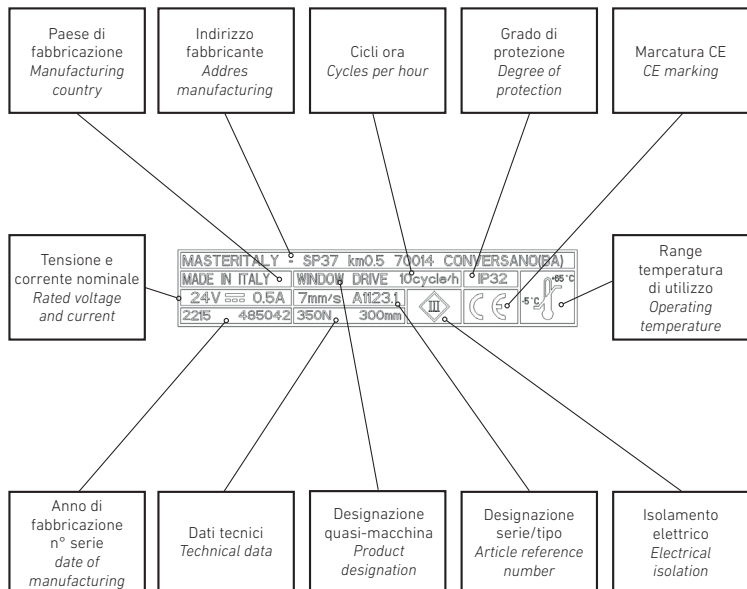 Paese di
fabbricazione
Manufacturing
country
Indirizzo
fabbricante
Addres
manufacturing
Cicli ora
Cycles per hour
Grado di
protezione
Degree of
protection
Marcatura CE
CE marking
Tensione e
corrente nominale
Rated voltage
and current
MASTERITALY - SP37 km0.5 70014 CONVERSANO(BA)
MADE IN ITALY WINDOW DRIVE 10cycle/h IP32
+65°C
24V 0.5A 7mm/s A1123.1 III CE -5°C
2215 485042 350N 300mm
Range
temperatura
di utilizzo
Operating
temperature
Anno di
fabbricazione
n° serie
date of
manufacturing
Dati tecnici
Technical data
Designazione
quasi-macchina
Product
designation
Designazione
serie/tipo
Article reference
number
Isolamento
elettrico
Electrical
isolation